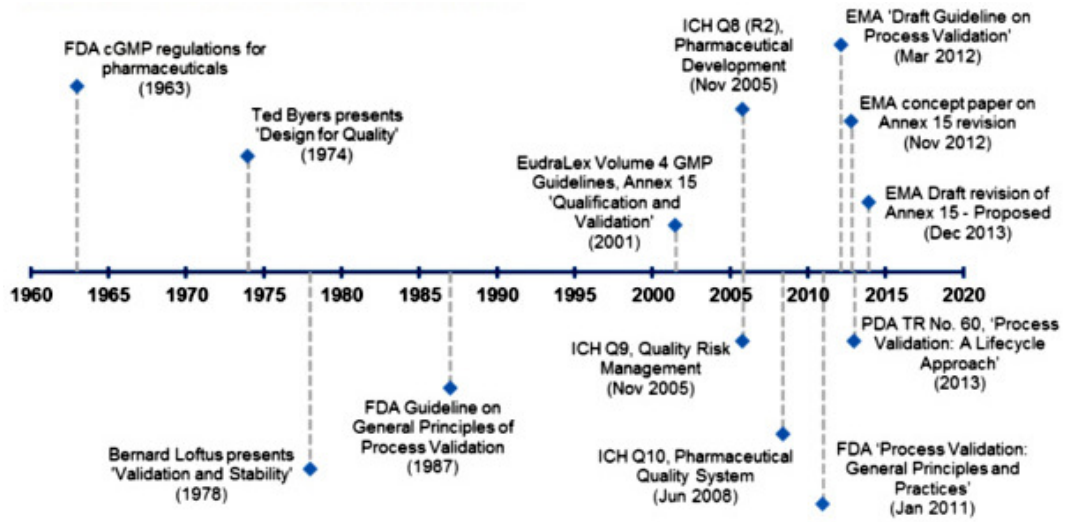 FDA cGMP regulations for
pharmaceuticals
(1963)
Ted Byers presents
'Design for Quality'
(1974)
EudraLex Volume 4 GMP
Guidelines, Annex 15
'Qualification and
Validation'
(2001)
ICH Q8 (R2),
Pharmaceutical
Development
(Nov 2005)
EMA 'Draft Guideline on
Process Validation'
(Mar 2012)
EMA concept paper on
Annex 15 revision
(Nov 2012)
EMA Draft revision of
Annex 15 - Proposed
(Dec 2013)
1960 1965 1970 1975 1980 1985 1990 1995 2000 2005 2010 2015 2020
Bernard Loftus presents
'Validation and Stability'
(1978)
FDA Guideline on
General Principles of
Process Validation
(1987)
ICH Q9, Quality Risk
Management
(Nov 2005)
ICH Q10, Pharmaceutical
Quality System
(Jun 2008)
PDA TR No. 60, 'Process
Validation: A Lifecycle
Approach'
(2013)
FDA 'Process Validation:
General Principles and
Practices'
(Jan 2011)